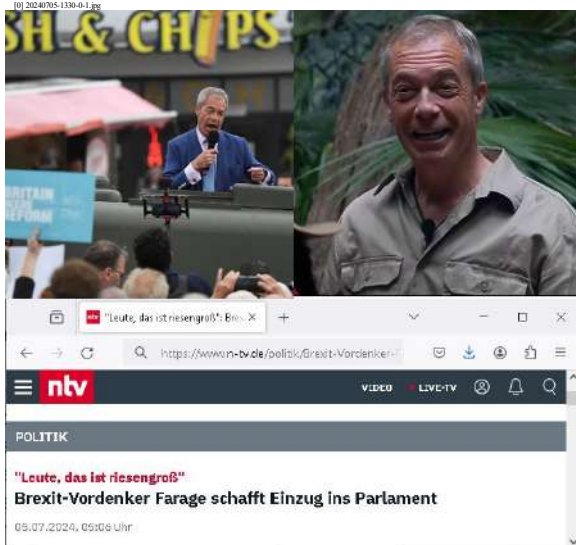 [0] 20240705-1330-0-1.jpg
SH & CHIPS
BRITAIN
REFORM
"Leute, das ist riesengroß": Bre
https://www.n-tv.de/politik/Brexit-Vordenker-F
ntv
VIDEO
LIVE-TV
POLITIK
"Leute, das ist riesengroß"
Brexit-Vordenker Farage schafft Einzug ins Parlament
05.07.2024, 05:06 Uhr